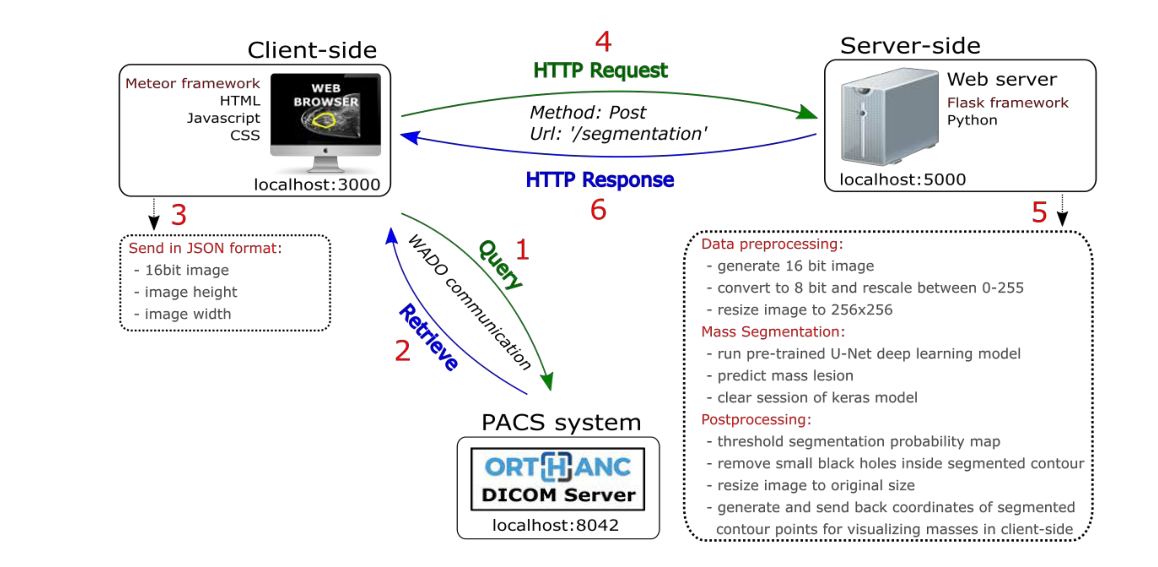 Client-side
Meteor framework
HTML
Javascript
CSS
WEB
BROWSER
localhost:3000
4
HTTP Request
Method: Post
Url: '/segmentation'
HTTP Response
6
Server-side
Web server
Flask framework
Python
localhost:5000
3
Send in JSON format:
- 16bit image
- image height
- image width
1
Query
WADO communication
Retrieve
2
PACS system
ORTHANC
DICOM Server
localhost:8042
5
Data preprocessing:
- generate 16 bit image
- convert to 8 bit and rescale between 0-255
- resize image to 256x256
Mass Segmentation:
- run pre-trained U-Net deep learning model
- predict mass lesion
- clear session of keras model
Postprocessing:
- threshold segmentation probability map
- remove small black holes inside segmented contour
- resize image to original size
- generate and send back coordinates of segmented
contour points for visualizing masses in client-side